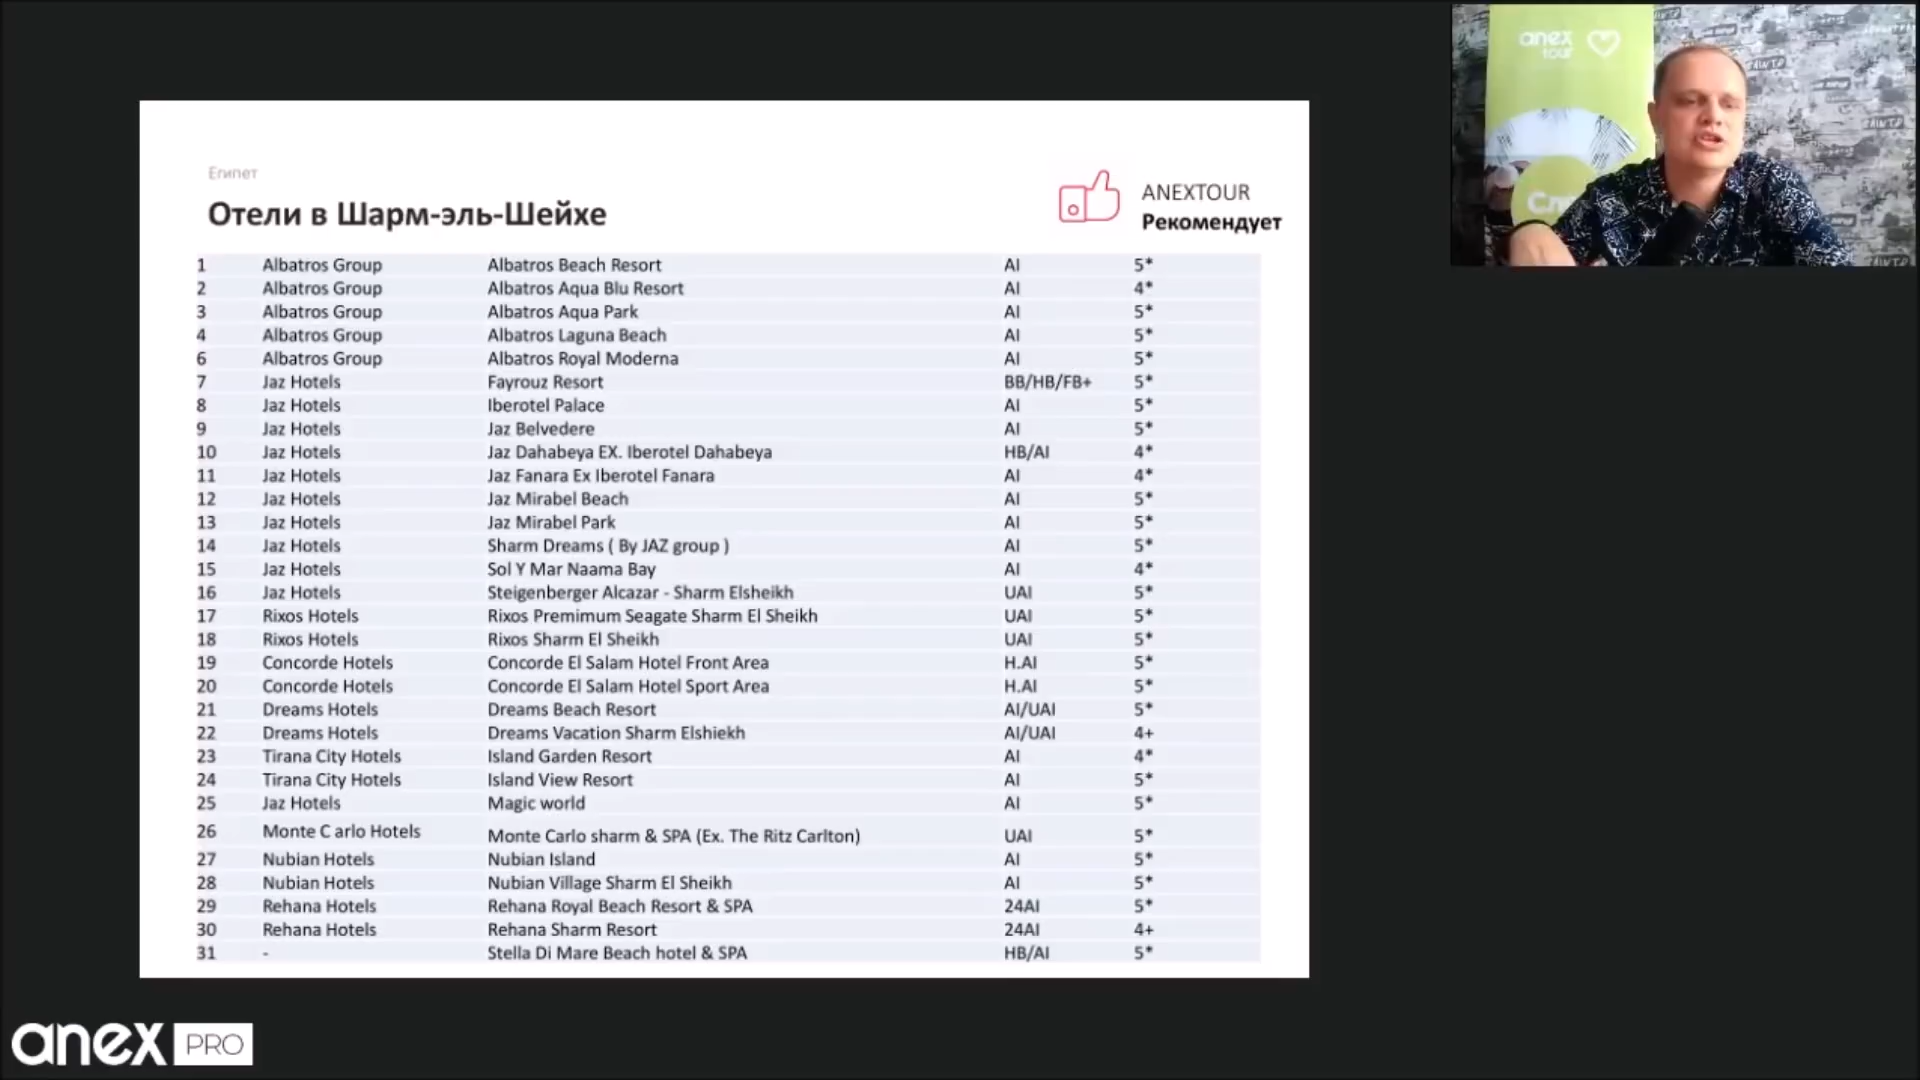 Египет
Отели в Шарм-эль-Шейхе
ANEXTOUR
Рекомендует
1 Albatros Group Albatros Beach Resort AI 5*
2 Albatros Group Albatros Aqua Blu Resort AI 4*
3 Albatros Group Albatros Aqua Park AI 5*
4 Albatros Group Albatros Laguna Beach AI 5*
6 Albatros Group Albatros Royal Moderna AI 5*
7 Jaz Hotels Fayrouz Resort BB/HB/FB+ 5*
8 Jaz Hotels Iberotel Palace AI 5*
9 Jaz Hotels Jaz Belvedere AI 5*
10 Jaz Hotels Jaz Dahabeya EX. Iberotel Dahabeya HB/AI 4*
11 Jaz Hotels Jaz Fanara Ex Iberotel Fanara AI 4*
12 Jaz Hotels Jaz Mirabel Beach AI 5*
13 Jaz Hotels Jaz Mirabel Park AI 5*
14 Jaz Hotels Sharm Dreams ( By JAZ group ) AI 5*
15 Jaz Hotels Sol Y Mar Naama Bay AI 4*
16 Jaz Hotels Steigenberger Alcazar - Sharm Elsheikh UAI 5*
17 Rixos Hotels Rixos Premimum Seagate Sharm El Sheikh UAI 5*
18 Rixos Hotels Rixos Sharm El Sheikh UAI 5*
19 Concorde Hotels Concorde El Salam Hotel Front Area H.AI 5*
20 Concorde Hotels Concorde El Salam Hotel Sport Area H.AI 5*
21 Dreams Hotels Dreams Beach Resort AI/UAI 5*
22 Dreams Hotels Dreams Vacation Sharm Elshiekh AI/UAI 4+
23 Tirana City Hotels Island Garden Resort AI 4*
24 Tirana City Hotels Island View Resort AI 5*
25 Jaz Hotels Magic world AI 5*
26 Monte C arlo Hotels Monte Carlo sharm & SPA (Ex. The Ritz Carlton) UAI 5*
27 Nubian Hotels Nubian Island AI 5*
28 Nubian Hotels Nubian Village Sharm El Sheikh AI 5*
29 Rehana Hotels Rehana Royal Beach Resort & SPA 24AI 5*
30 Rehana Hotels Rehana Sharm Resort 24AI 4+
31 - Stella Di Mare Beach hotel & SPA HB/AI 5*
anex
tour
anex PRO